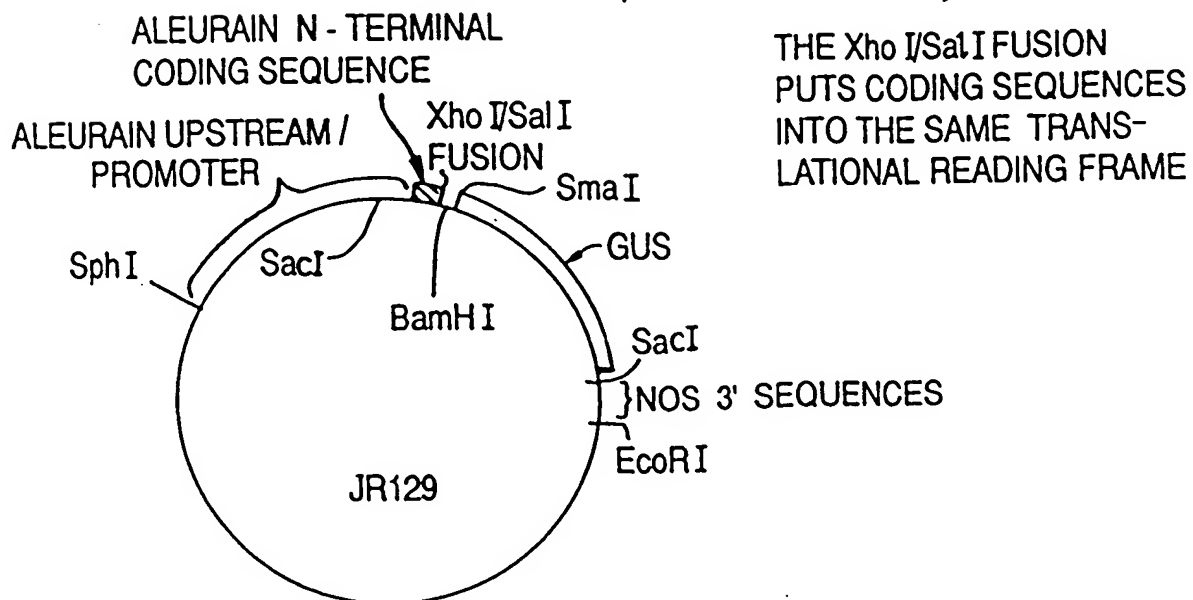 ALEURAIN N - TERMINAL
CODING SEQUENCE
THE Xho I/Sal I FUSION
PUTS CODING SEQUENCES
INTO THE SAME TRANS-
LATIONAL READING FRAME
ALEURAIN UPSTREAM /
PROMOTER
Xho I/Sal I
FUSION
Sma I
GUS
Sph I
SacI
BamH I
SacI
NOS 3' SEQUENCES
EcoR I
JR129